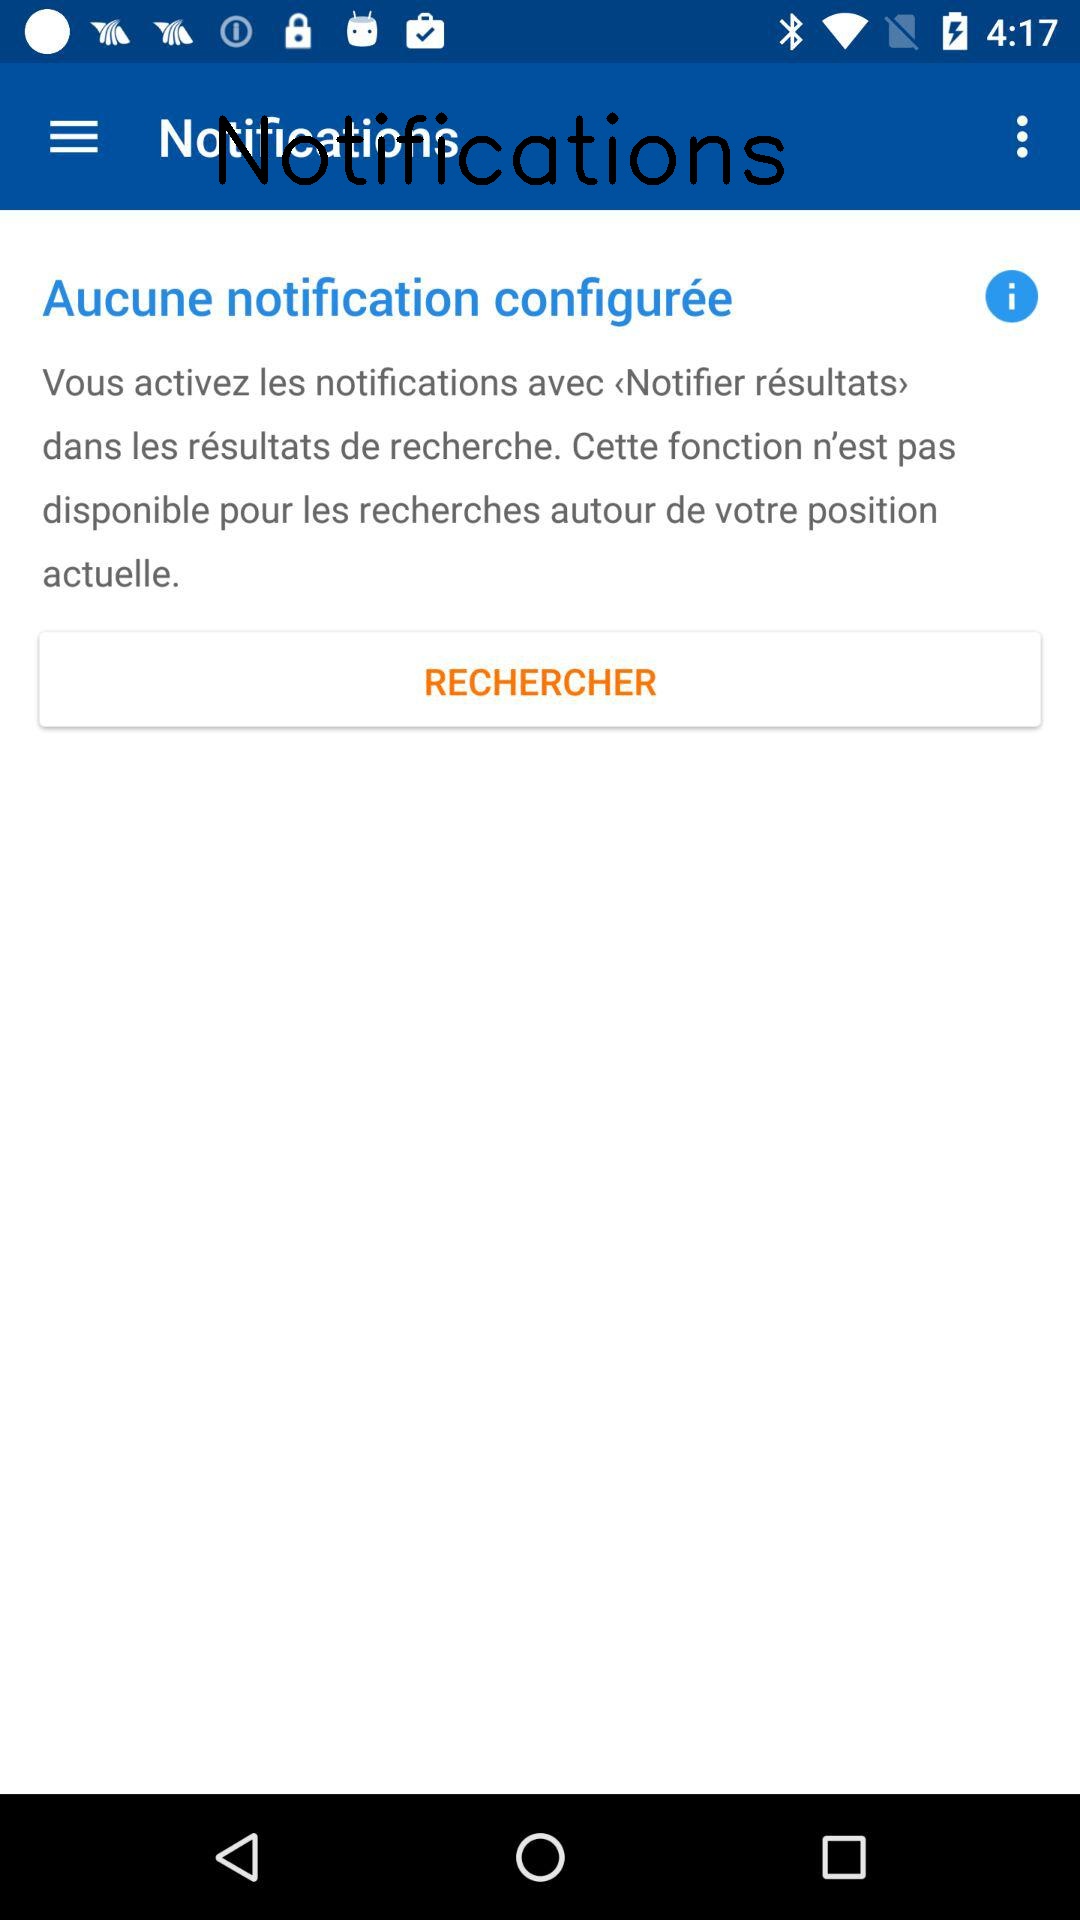 4:17
Notifications
Notifications
Aucune notification configurée
Vous activez les notifications avec ‹Notifier résultats›
dans les résultats de recherche. Cette fonction n’est pas
disponible pour les recherches autour de votre position
actuelle.
RECHERCHER